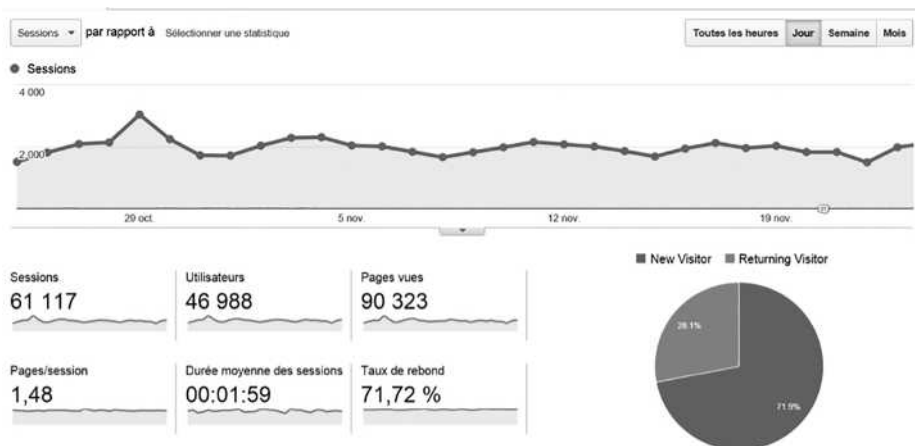 Sessions par rapport à Sélectionner une statistique
Toutes les heures Jour Semaine Mois
Sessions
4 000
2,000
29 oct. 5 nov. 12 nov. 19 nov.
New Visitor Returning Visitor
Sessions Utilisateurs Pages vues
61 117 46 988 90 323
28.1%
Pages/session Durée moyenne des sessions Taux de rebond
1,48 00:01:59 71,72 %
71.9%